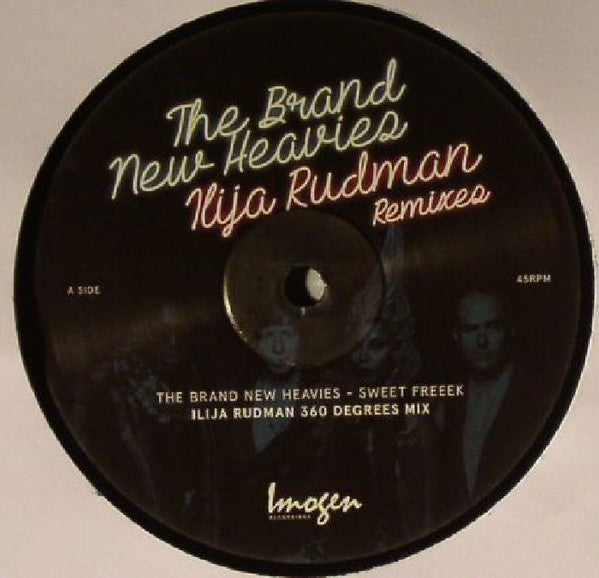 The Brand
New Heavies
Ilija Rudman
Remixes
A SIDE
45RPM
THE BRAND NEW HEAVIES - SWEET FREEEK
ILIJA RUDMAN 360 DEGREES MIX
Imogen
RECORDINGS